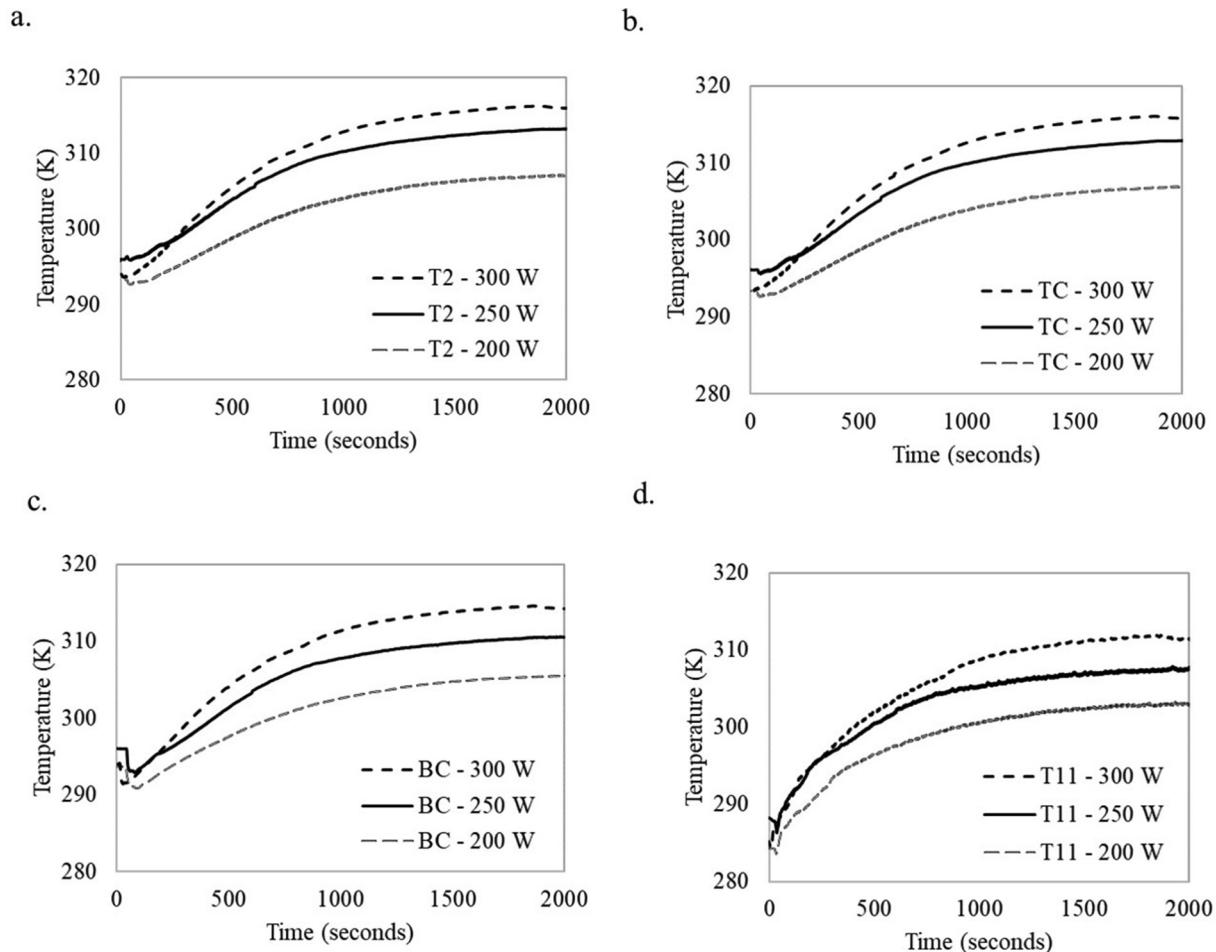 a.
320
310
300
290
280
Temperature (K)
T2 - 300 W
T2 - 250 W
T2 - 200 W
0 500 1000 1500 2000
Time (seconds)
b.
320
310
300
290
280
Temperature (K)
TC - 300 W
TC - 250 W
TC - 200 W
0 500 1000 1500 2000
Time (seconds)
c.
320
310
300
290
280
Temperature (K)
BC - 300 W
BC - 250 W
BC - 200 W
0 500 1000 1500 2000
Time (seconds)
d.
320
310
300
290
280
Temperature (K)
T11 - 300 W
T11 - 250 W
T11 - 200 W
0 500 1000 1500 2000
Time (seconds)